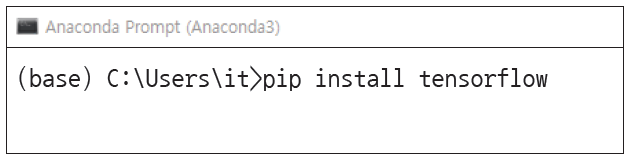 Anaconda Prompt (Anaconda3)
(base) C:\Users\it>pip install tensorflow